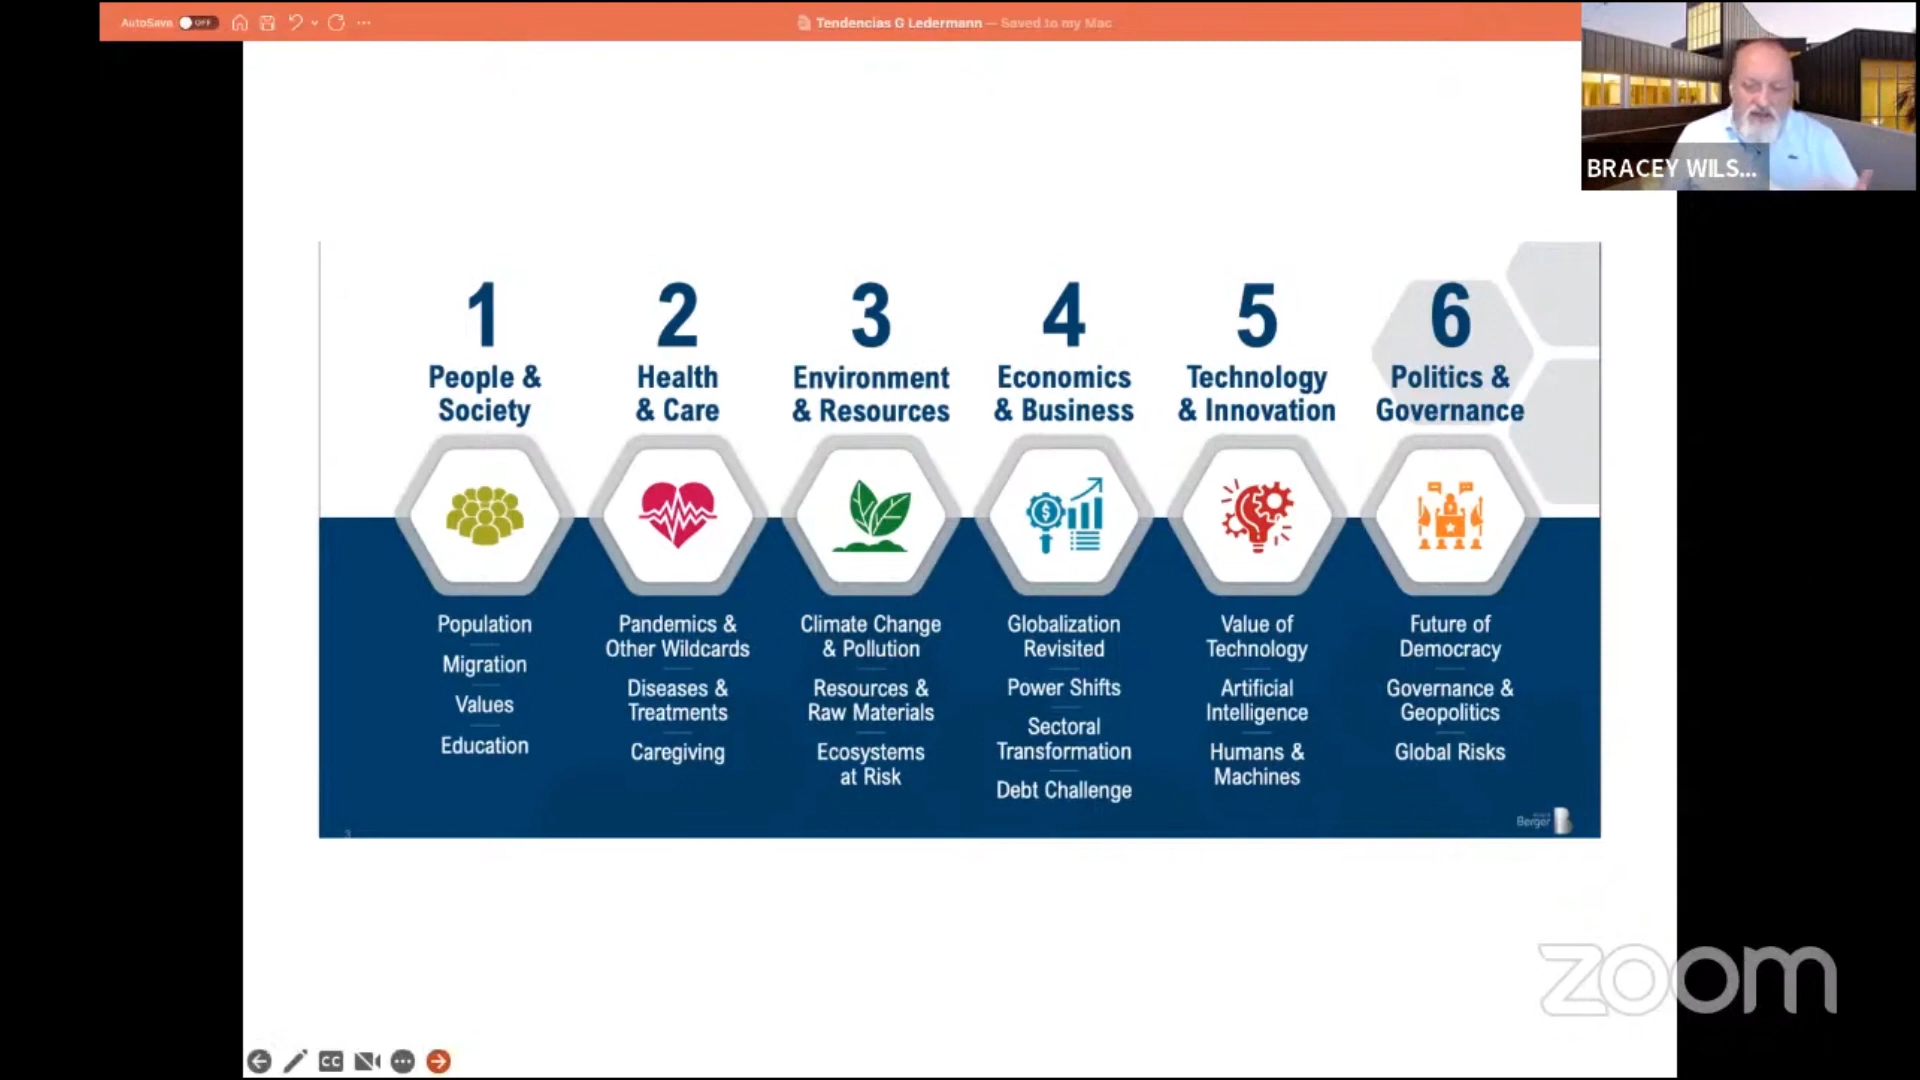 AutoSave OFF
Tendencias G Ledermann — Saved to my Mac
BRACEY WILS...
1
People &
Society
2
Health
& Care
3
Environment
& Resources
4
Economics
& Business
5
Technology
& Innovation
6
Politics &
Governance
$
Population
Migration
Values
Education
Pandemics &
Other Wildcards
Diseases &
Treatments
Caregiving
Climate Change
& Pollution
Resources &
Raw Materials
Ecosystems
at Risk
Globalization
Revisited
Power Shifts
Sectoral
Transformation
Debt Challenge
Value of
Technology
Artificial
Intelligence
Humans &
Machines
Future of
Democracy
Governance &
Geopolitics
Global Risks
3
Berger
B
zoom
CC